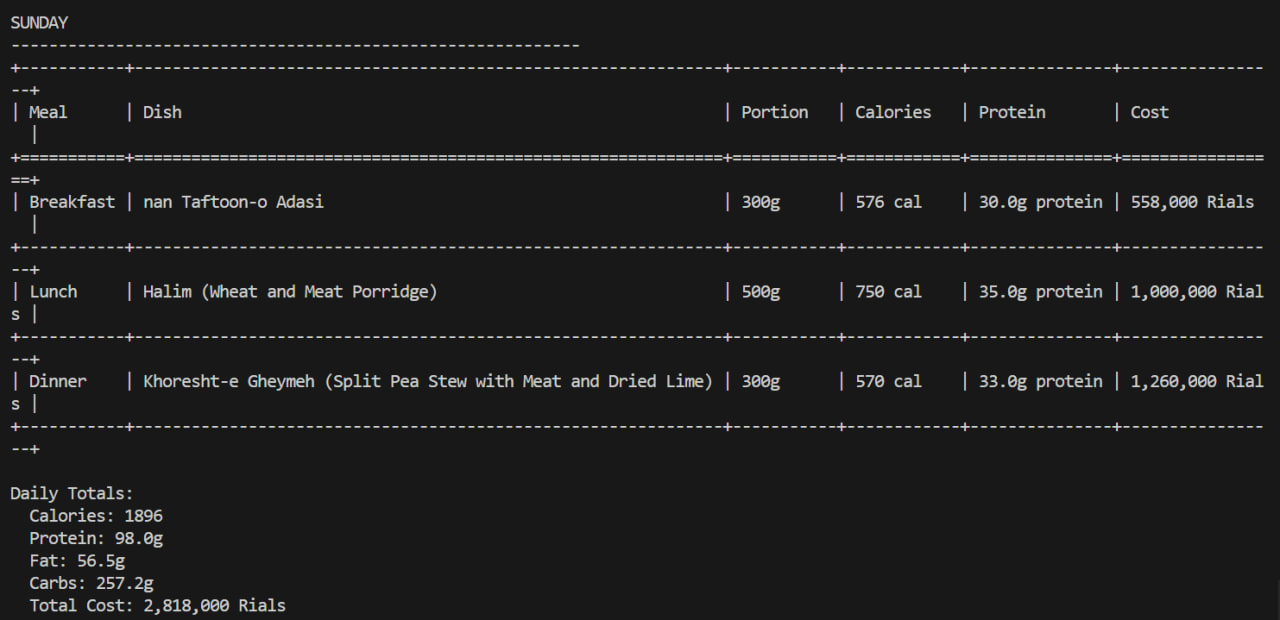 SUNDAY
------------------------------------------------------------
+-----------+--------------------------------------------------------------+-----------+------------+---------------+---------------
--+
| Meal      | Dish                                                         | Portion   | Calories   | Protein       | Cost
  |
+===========+==============================================================+===========+============+===============+===============
==+
| Breakfast | nan Taftoon-o Adasi                                          | 300g      | 576 cal    | 30.0g protein | 558,000 Rials
  |
+-----------+--------------------------------------------------------------+-----------+------------+---------------+---------------
--+
| Lunch     | Halim (Wheat and Meat Porridge)                              | 500g      | 750 cal    | 35.0g protein | 1,000,000 Rial
s |
+-----------+--------------------------------------------------------------+-----------+------------+---------------+---------------
--+
| Dinner    | Khoresht-e Gheymeh (Split Pea Stew with Meat and Dried Lime) | 300g      | 570 cal    | 33.0g protein | 1,260,000 Rial
s |
+-----------+--------------------------------------------------------------+-----------+------------+---------------+---------------
--+
Daily Totals:
  Calories: 1896
  Protein: 98.0g
  Fat: 56.5g
  Carbs: 257.2g
  Total Cost: 2,818,000 Rials